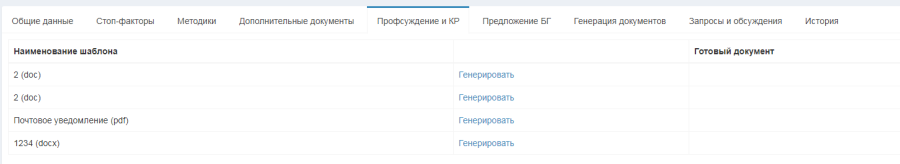 Общие данные Стоп-факторы Методики Дополнительные документы Профсуждение и КР Предложение БГ Генерация документов Запросы и обсуждения История
Наименование шаблона Готовый документ
2 (doc) Генерировать
2 (doc) Генерировать
Почтовое уведомление (pdf) Генерировать
1234 (docx) Генерировать